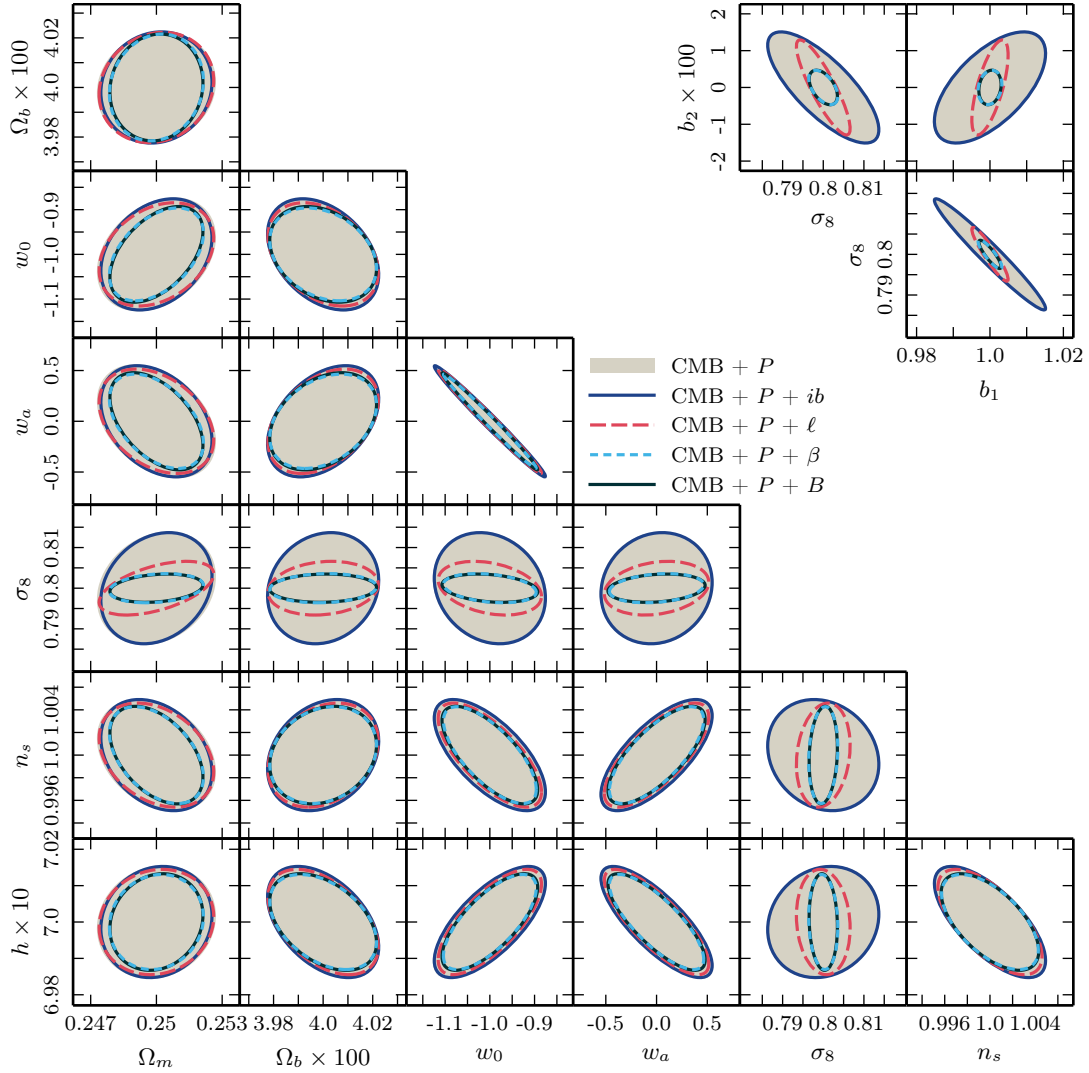 Ω_b × 100
3.98 4.0 4.02
b_2 × 100
-2 -1 0 1 2
0.79 0.8 0.81
σ_8
w_0
-1.1 -1.0 -0.9
σ_8
0.79 0.8
0.98 1.0 1.02
b_1
w_a
-0.5 0.0 0.5
CMB + P
CMB + P + ib
CMB + P + ℓ
CMB + P + β
CMB + P + B
σ_8
0.79 0.8 0.81
n_s
0.996 1.0 1.004
h × 10
6.98 7.0 7.02
0.247 0.25 0.253
3.98 4.0 4.02
-1.1 -1.0 -0.9
-0.5 0.0 0.5
0.79 0.8 0.81
0.996 1.0 1.004
Ω_m
Ω_b × 100
w_0
w_a
σ_8
n_s